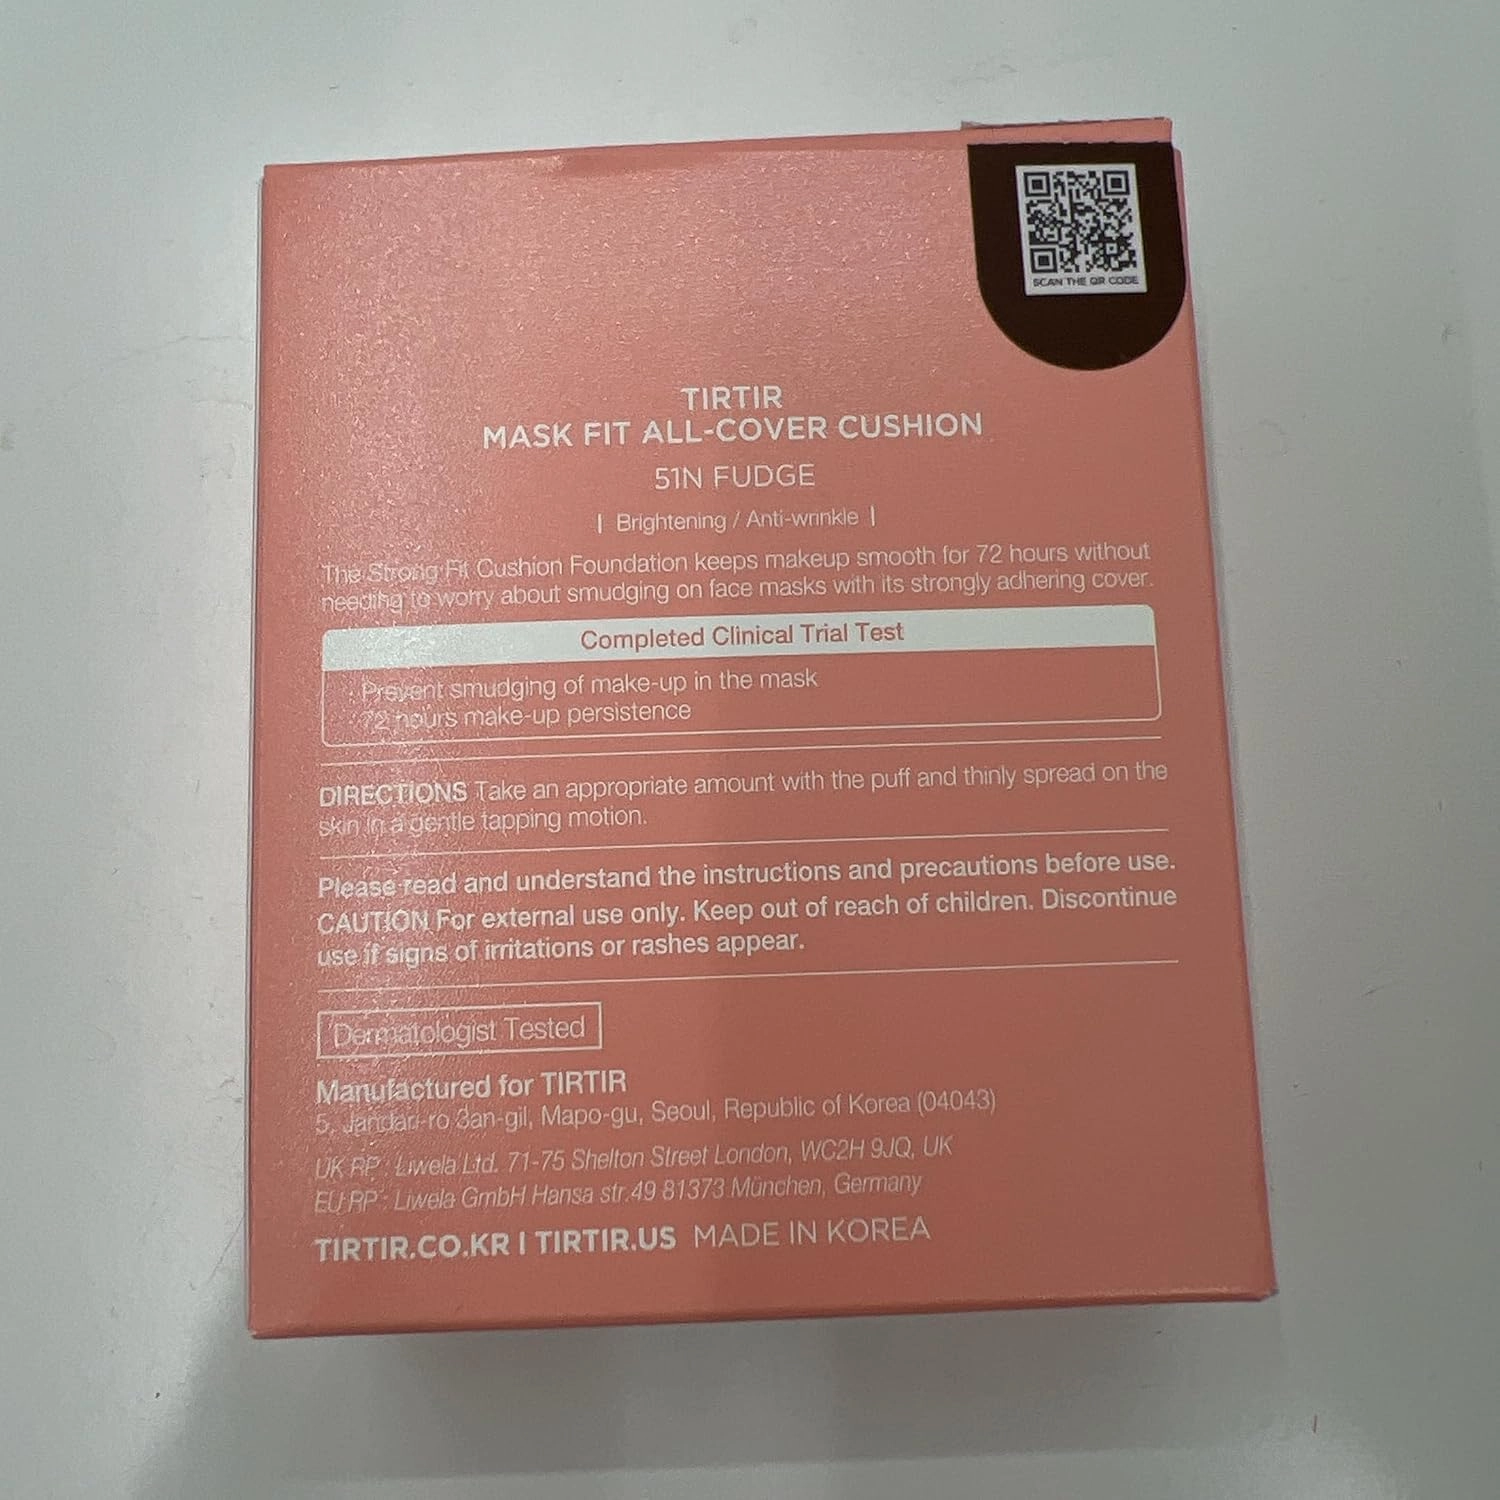 SCAN THE QR CODE
TIRTIR
MASK FIT ALL-COVER CUSHION
51N FUDGE
| Brightening / Anti-wrinkle |
The Strong Fit Cushion Foundation keeps makeup smooth for 72 hours without
needing to worry about smudging on face masks with its strongly adhering cover.
Completed Clinical Trial Test
· Prevent smudging of make-up in the mask
· 72 hours make-up persistence
DIRECTIONS Take an appropriate amount with the puff and thinly spread on the
skin in a gentle tapping motion.
Please read and understand the instructions and precautions before use.
CAUTION For external use only. Keep out of reach of children. Discontinue
use if signs of irritations or rashes appear.
Dermatologist Tested
Manufactured for TIRTIR
5, Jandari-ro 3an-gil, Mapo-gu, Seoul, Republic of Korea (04043)
UK RP : Liwela Ltd. 71-75 Shelton Street London, WC2H 9JQ, UK
EU RP : Liwela GmbH Hansa str.49 81373 München, Germany
TIRTIR.CO.KR I TIRTIR.US MADE IN KOREA